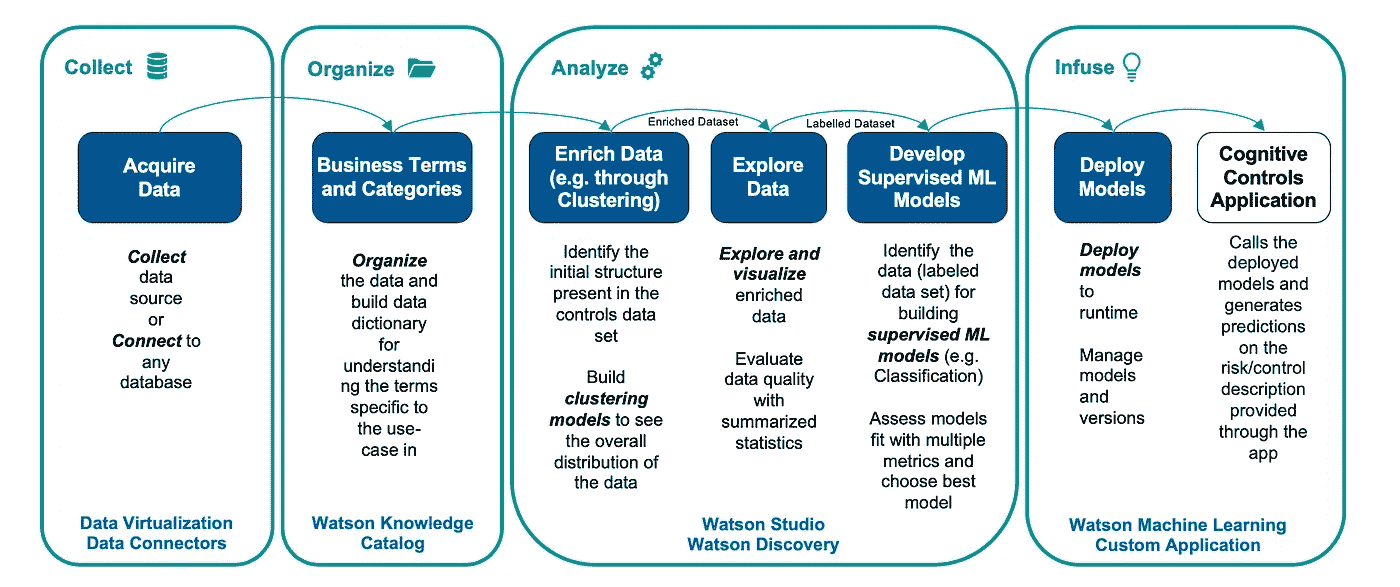 Collect
Organize
Analyze
Infuse
Enriched Dataset
Labelled Dataset
Acquire
Data
Business Terms
and Categories
Enrich Data
(e.g. through
Clustering)
Explore
Data
Develop
Supervised ML
Models
Deploy
Models
Cognitive
Controls
Application
Collect
data
source
or
Connect to
any
database
Organize
the data and
build data
dictionary
for
understandi
ng the terms
specific to
the use-
case in
Identify the
initial structure
present in the
controls data
set
Build
clustering
models to see
the overall
distribution of
the data
Explore and
visualize
enriched
data
Evaluate
data quality
with
summarized
statistics
Identify the
data (labeled
data set) for
building
supervised ML
models (e.g.
Classification)
Assess models
fit with multiple
metrics and
choose best
model
Deploy
models
to
runtime
Manage
models
and
versions
Calls the
deployed
models and
generates
predictions
on the
risk/control
description
provided
through the
app
Data Virtualization
Data Connectors
Watson Knowledge
Catalog
Watson Studio
Watson Discovery
Watson Machine Learning
Custom Application